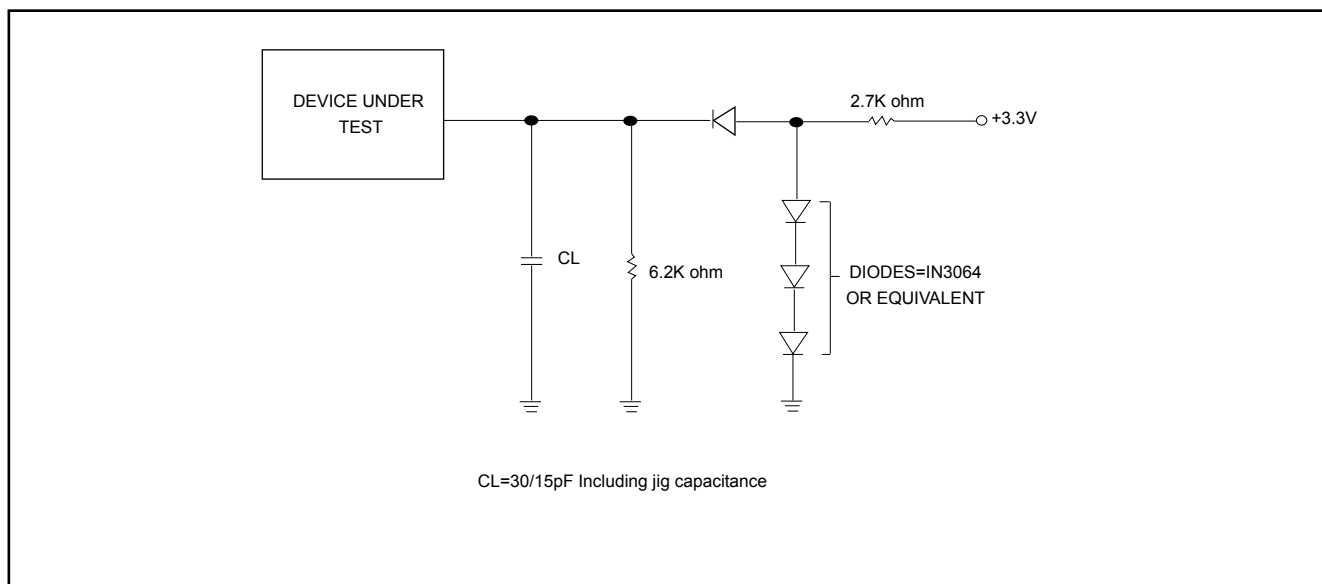 DEVICE UNDER
TEST
2.7K ohm
+3.3V
CL
6.2K ohm
DIODES=IN3064
OR EQUIVALENT
CL=30/15pF Including jig capacitance